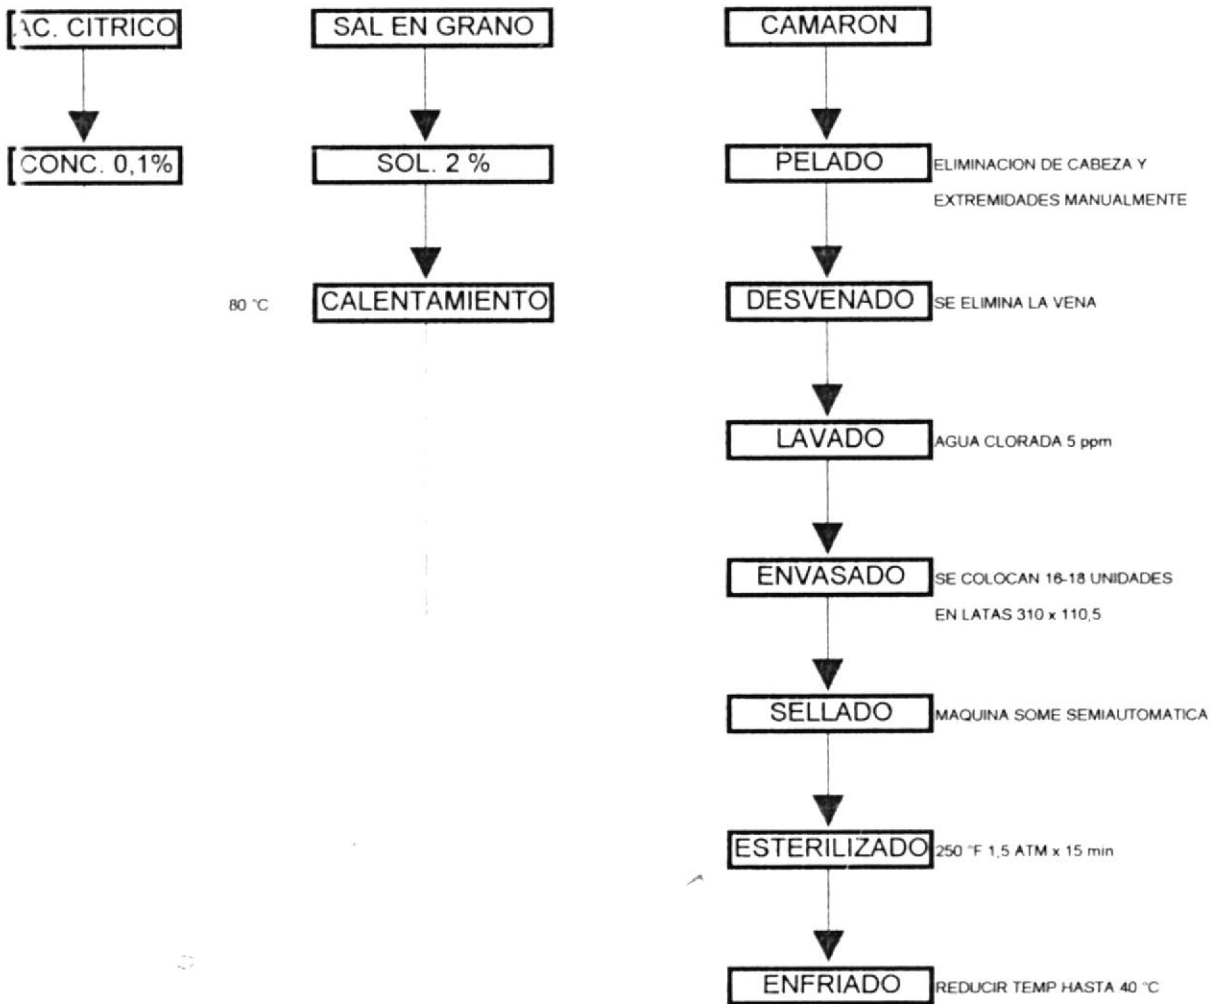 AC. CITRICO
SAL EN GRANO
CAMARON
CONC. 0,1%
SOL. 2 %
PELADO
ELIMINACION DE CABEZA Y
EXTREMIDADES MANUALMENTE
80 °C
CALENTAMIENTO
DESVENADO
SE ELIMINA LA VENA
LAVADO
AGUA CLORADA 5 ppm
ENVASADO
SE COLOCAN 16-18 UNIDADES
EN LATAS 310 x 110,5
SELLADO
MAQUINA SOME SEMIAUTOMATICA
ESTERILIZADO
250 °F 1,5 ATM x 15 min
ENFRIADO
REDUCIR TEMP HASTA 40 °C